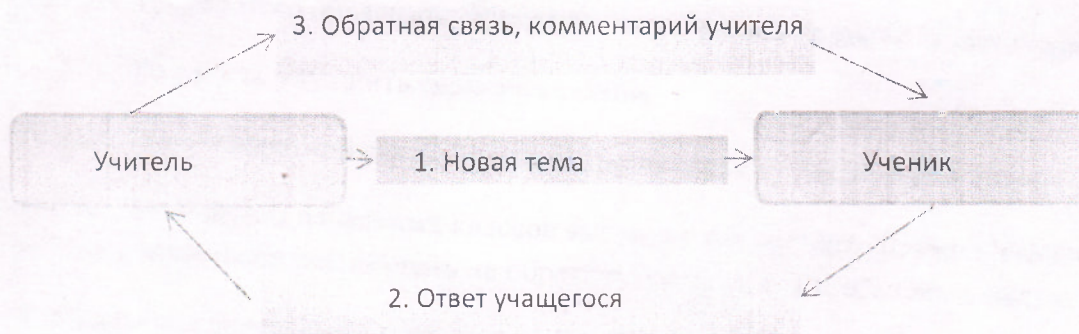 3. Обратная связь, комментарий учителя
Учитель
1. Новая тема
Ученик
2. Ответ учащегося